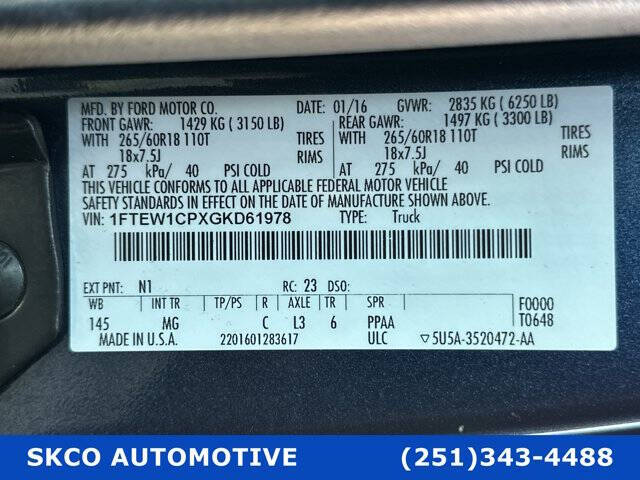 MFD. BY FORD MOTOR CO. DATE: 01/16 GVWR: 2835 KG ( 6250 LB)
FRONT GAWR: 1429 KG ( 3150 LB) REAR GAWR: 1497 KG ( 3300 LB)
WITH 265/60R18 110T TIRES WITH 265/60R18 110T TIRES
18x7.5J RIMS 18x7.5J RIMS
AT 275 kPa/ 40 PSI COLD AT 275 kPa/ 40 PSI COLD
THIS VEHICLE CONFORMS TO ALL APPLICABLE FEDERAL MOTOR VEHICLE
SAFETY STANDARDS IN EFFECT ON THE DATE OF MANUFACTURE SHOWN ABOVE.
VIN: 1FTEW1CPXGKD61978 TYPE: Truck
EXT PNT: N1 RC: 23 DSO:
WB INT TR TP/PS R AXLE TR SPR F0000
145 MG C L3 6 PPAA T0648
MADE IN U.S.A. 2201601283617 ULC ▽5U5A-3520472-AA
SKCO AUTOMOTIVE (251)343-4488